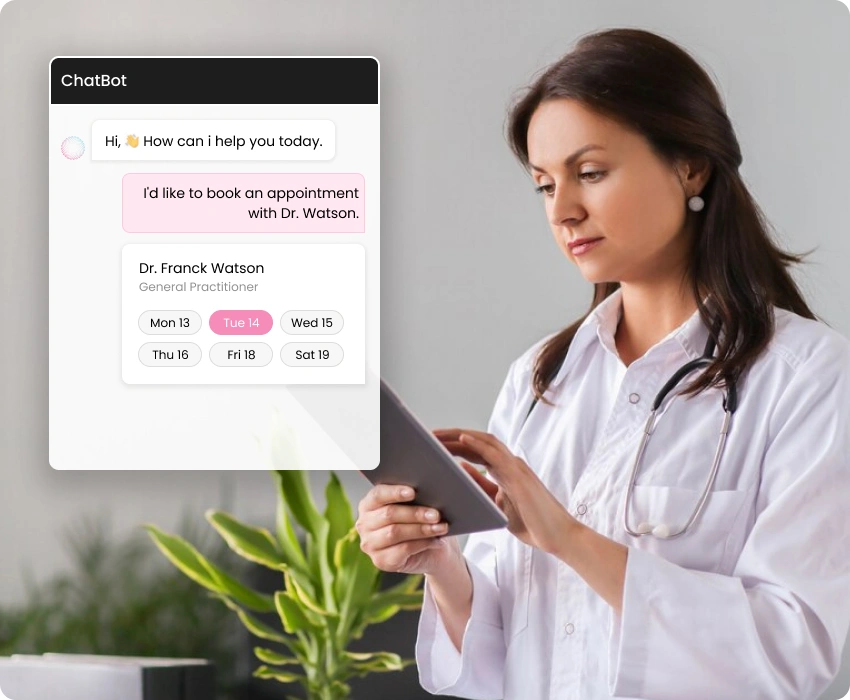 ChatBot
Hi, 👋 How can i help you today.
I'd like to book an appointment
with Dr. Watson.
Dr. Franck Watson
General Practitioner
Mon 13 Tue 14 Wed 15
Thu 16 Fri 18 Sat 19